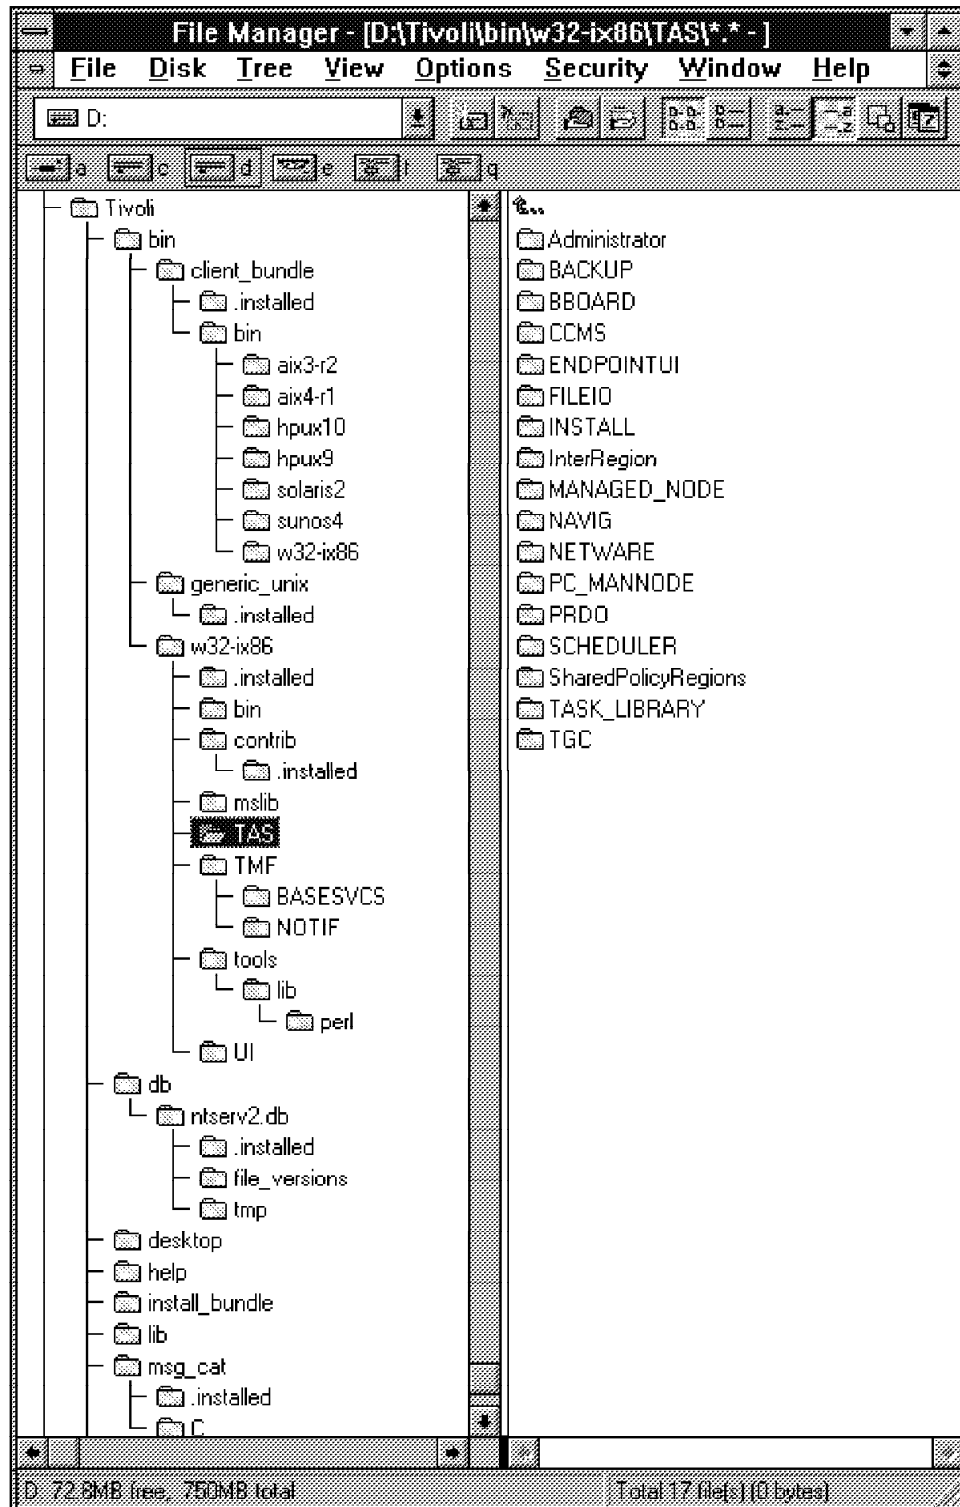 File Manager - [D:\Tivoli\bin\w32-ix86\TAS\*.* - ]
File Disk Tree View Options Security Window Help
D:
a c d e f q
Tivoli
bin
client_bundle
.installed
bin
aix3-r2
aix4-r1
hpux10
hpux9
solaris2
sunos4
w32-ix86
generic_unix
.installed
w32-ix86
.installed
bin
contrib
.installed
mslib
TAS
TMF
BASESVCS
NOTIF
tools
lib
perl
UI
db
ntserv2.db
.installed
file_versions
tmp
desktop
help
install_bundle
lib
msg_cat
.installed
C
..
Administrator
BACKUP
BBOARD
CCMS
ENDPOINTUI
FILEIO
INSTALL
InterRegion
MANAGED_NODE
NAVIG
NETWARE
PC_MANNODE
PRDO
SCHEDULER
SharedPolicyRegions
TASK_LIBRARY
TGC
D: 72.8MB free, 750MB total
Total 17 file(s) (0 bytes)